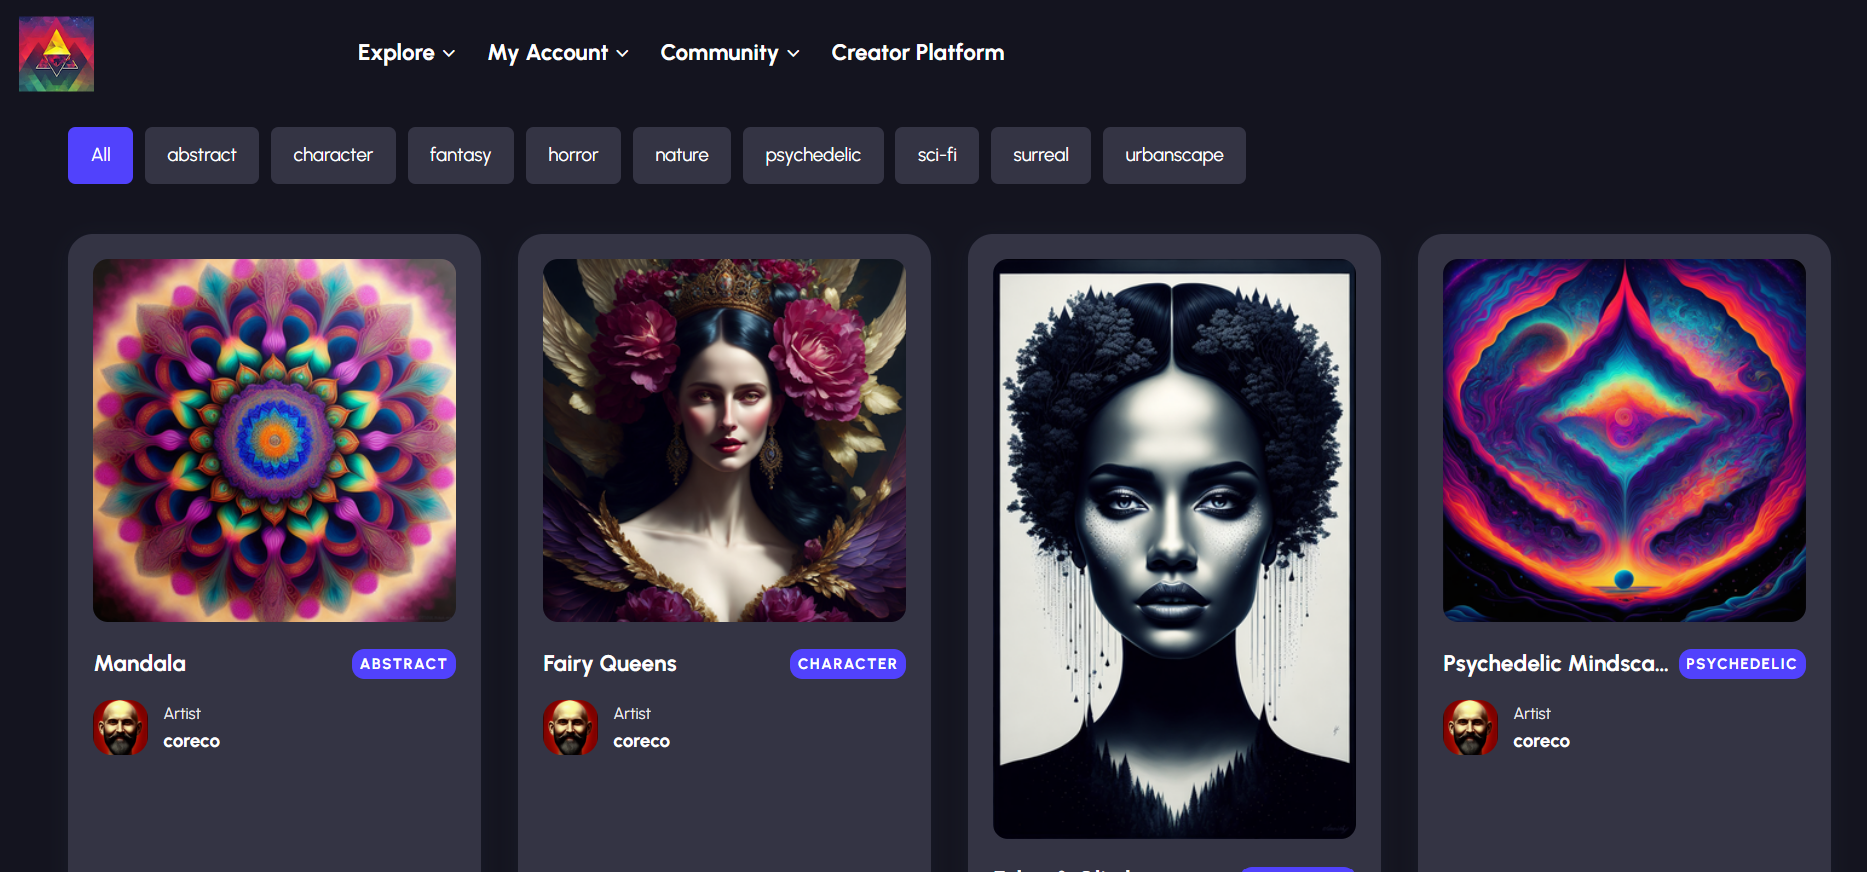 Explore My Account Community Creator Platform
All abstract character fantasy horror nature psychedelic sci-fi surreal urbanscape
Mandala ABSTRACT
Artist
coreco
Fairy Queens CHARACTER
Artist
coreco
Psychedelic Mindsca... PSYCHEDELIC
Artist
coreco